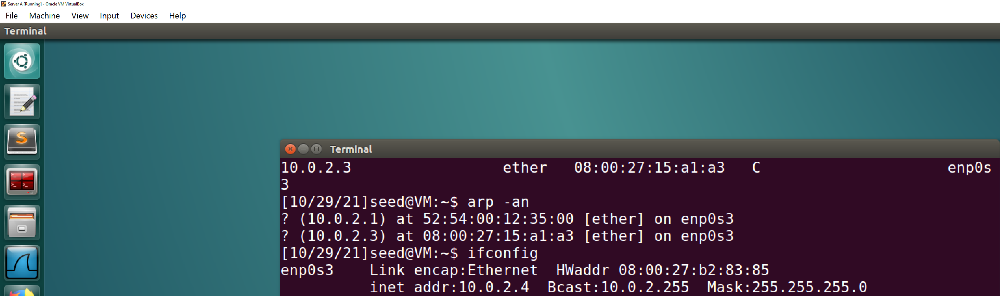 Server A [Running] - Oracle VM VirtualBox
File Machine View Input Devices Help
Terminal
Terminal
10.0.2.3 ether 08:00:27:15:a1:a3 C enp0s
3
[10/29/21]seed@VM:~$ arp -an
? (10.0.2.1) at 52:54:00:12:35:00 [ether] on enp0s3
? (10.0.2.3) at 08:00:27:15:a1:a3 [ether] on enp0s3
[10/29/21]seed@VM:~$ ifconfig
enp0s3 Link encap:Ethernet HWaddr 08:00:27:b2:83:85
inet addr:10.0.2.4 Bcast:10.0.2.255 Mask:255.255.255.0